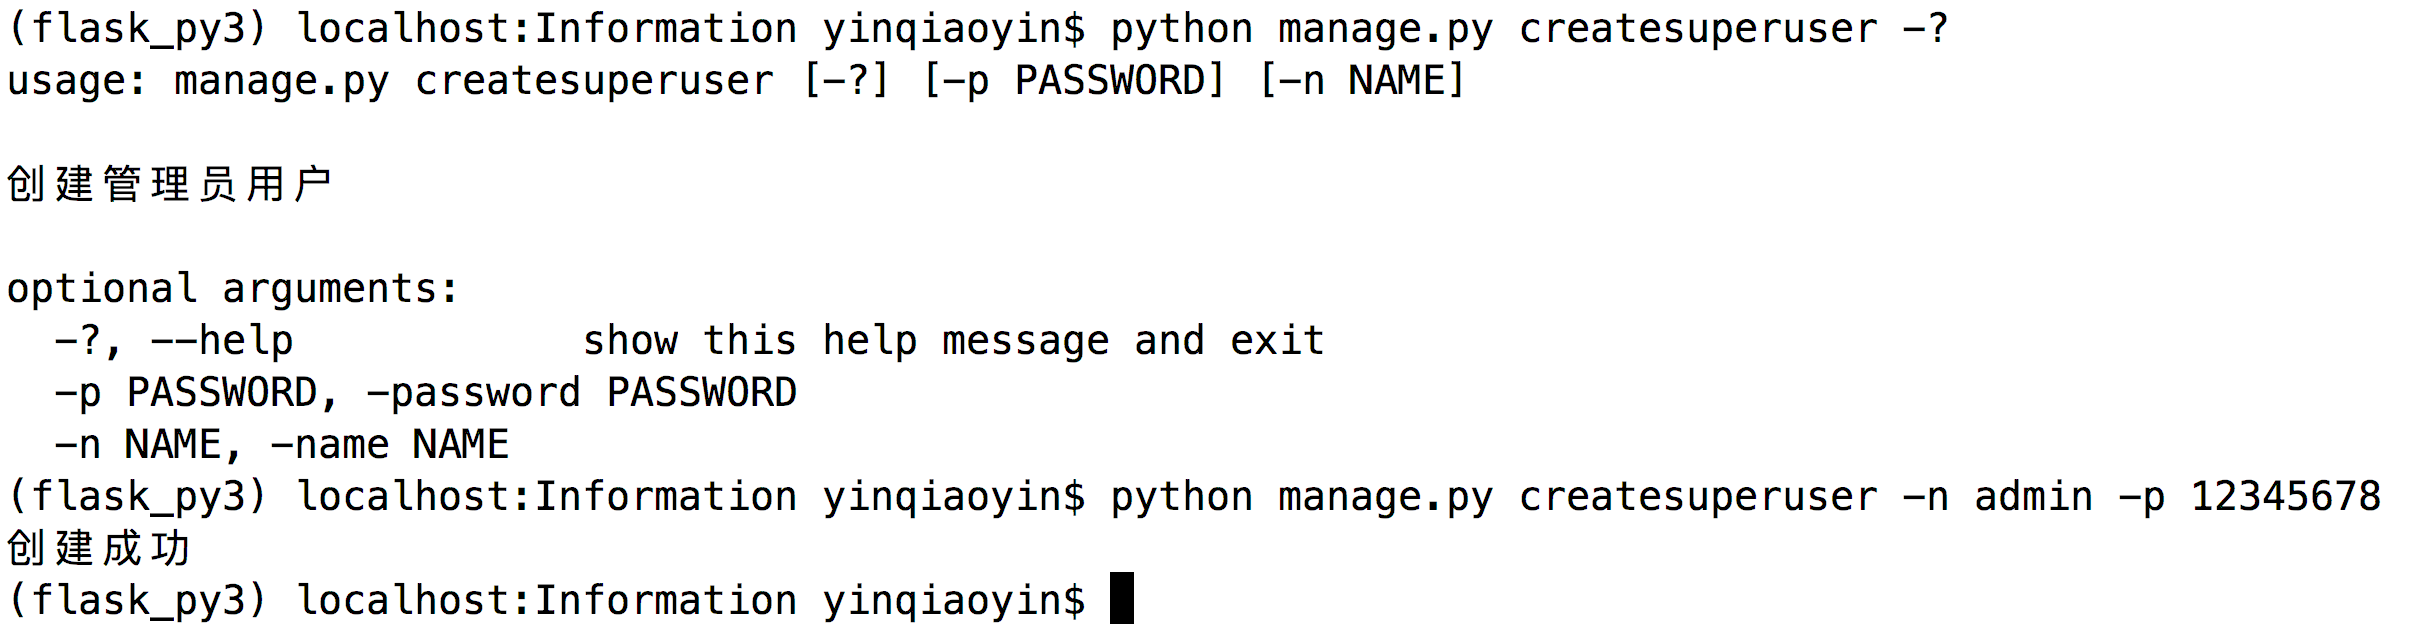 (flask_py3) localhost:Information yinqiaoyin$ python manage.py createsuperuser -?
usage: manage.py createsuperuser [-?] [-p PASSWORD] [-n NAME]
创建管理员用户
optional arguments:
  -?, --help            show this help message and exit
  -p PASSWORD, -password PASSWORD
  -n NAME, -name NAME
(flask_py3) localhost:Information yinqiaoyin$ python manage.py createsuperuser -n admin -p 12345678
创建成功
(flask_py3) localhost:Information yinqiaoyin$